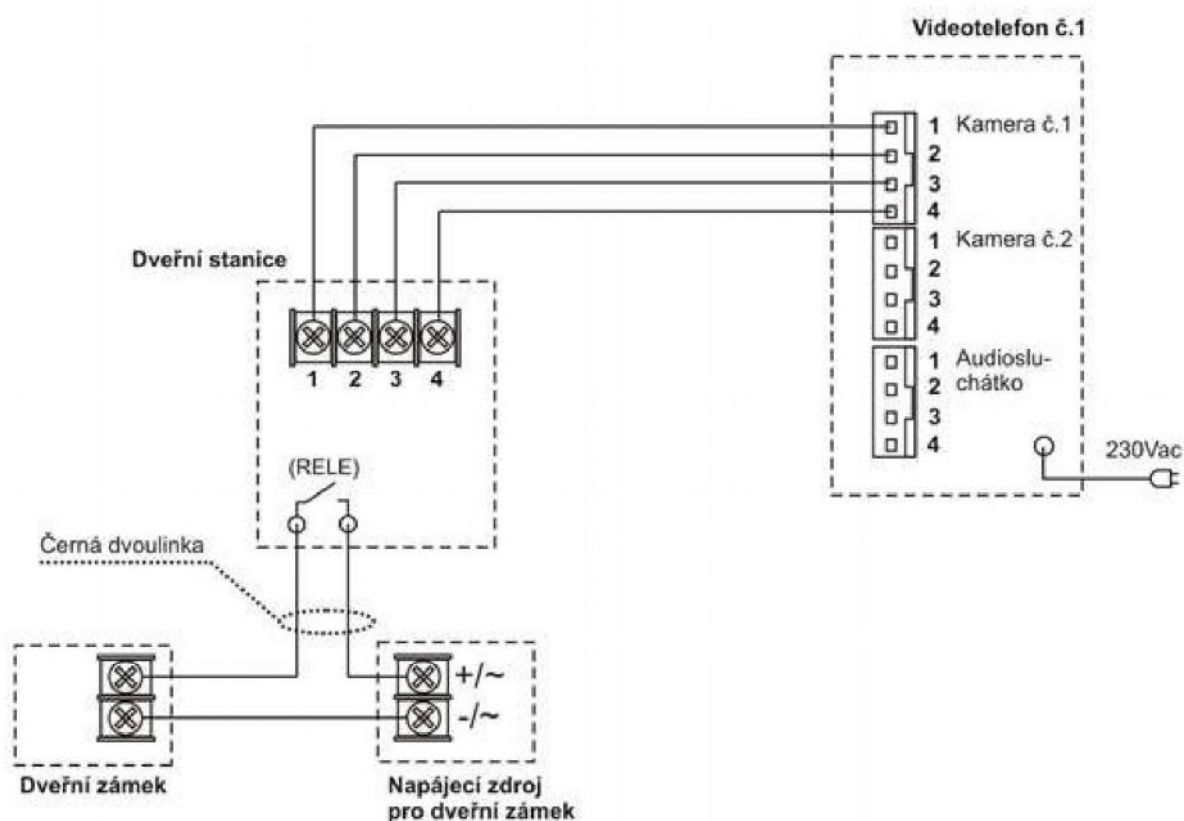 Videotelefon č.1
1 Kamera č.1
2
3
4
1 Kamera č.2
2
3
4
1 Audioslu-
2 chátko
3
4
230Vac
Dveřní stanice
1 2 3 4
(RELE)
Černá dvoulinka
+/~
-/~
Dveřní zámek
Napájecí zdroj
pro dveřní zámek